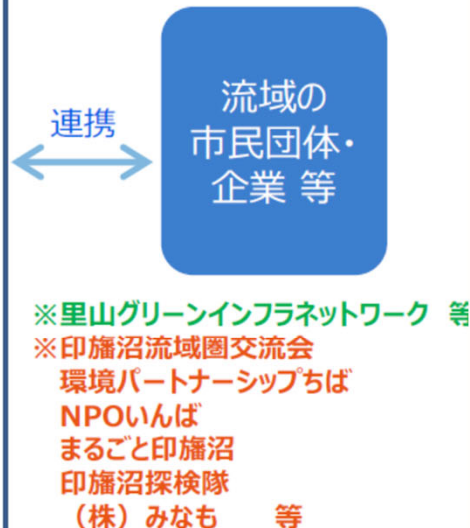 連携
流域の
市民団体・
企業 等
※里山グリーンインフラネットワーク 等
※印旛沼流域圏交流会
環境パートナーシップちば
NPOいんば
まるごと印旛沼
印旛沼探検隊
（株）みなも 等